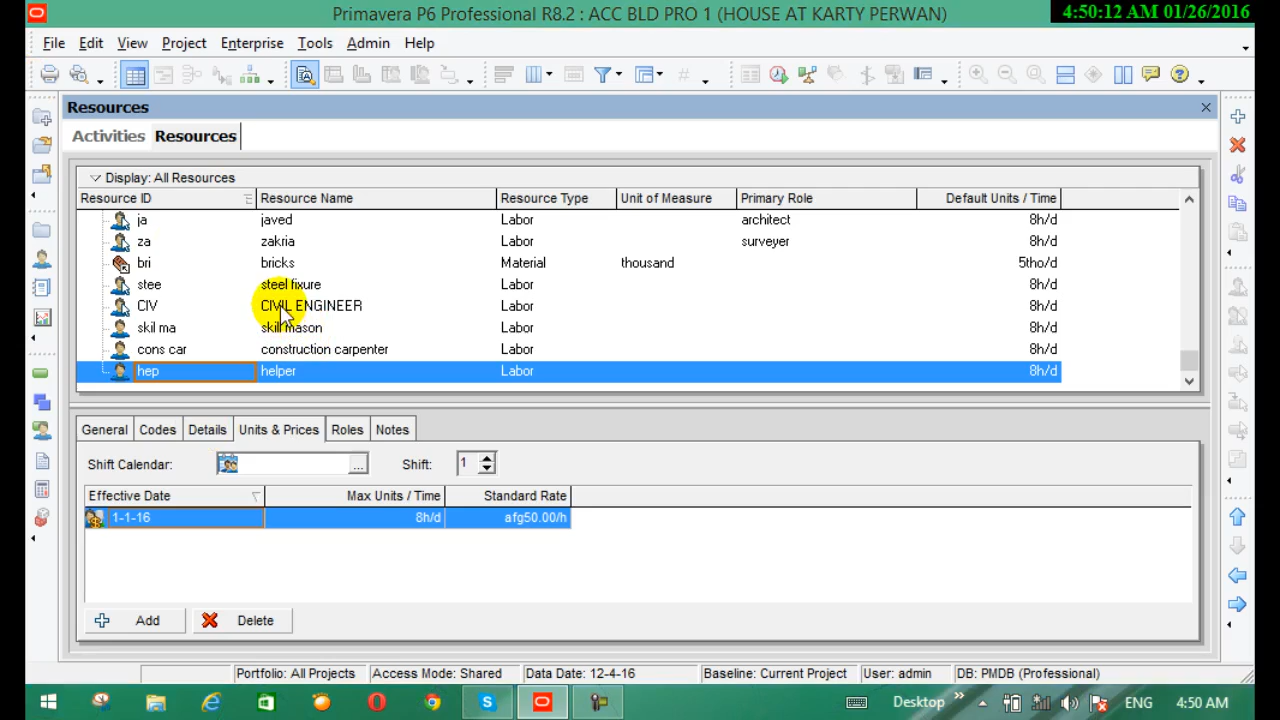 Primavera P6 Professional R8.2 : ACC BLD PRO 1 (HOUSE AT KARTY PERWAN)
4:50:12 AM 01/26/2016
File Edit View Project Enterprise Tools Admin Help
Resources
Activities Resources
Display: All Resources
Resource ID Resource Name Resource Type Unit of Measure Primary Role Default Units / Time
ja javed Labor architect 8h/d
za zakria Labor surveyer 8h/d
bri bricks Material thousand 5tho/d
stee steel fixure Labor 8h/d
CIV CIVIL ENGINEER Labor 8h/d
skil ma skil mason Labor 8h/d
cons car construction carpenter Labor 8h/d
hep helper Labor 8h/d
General Codes Details Units & Prices Roles Notes
Shift Calendar: ... Shift: 1
Effective Date Max Units / Time Standard Rate
1-1-16 8h/d afg50.00/h
Add Delete
Portfolio: All Projects Access Mode: Shared Data Date: 12-4-16 Baseline: Current Project User: admin DB: PMDB (Professional)
Desktop ENG 4:50 AM